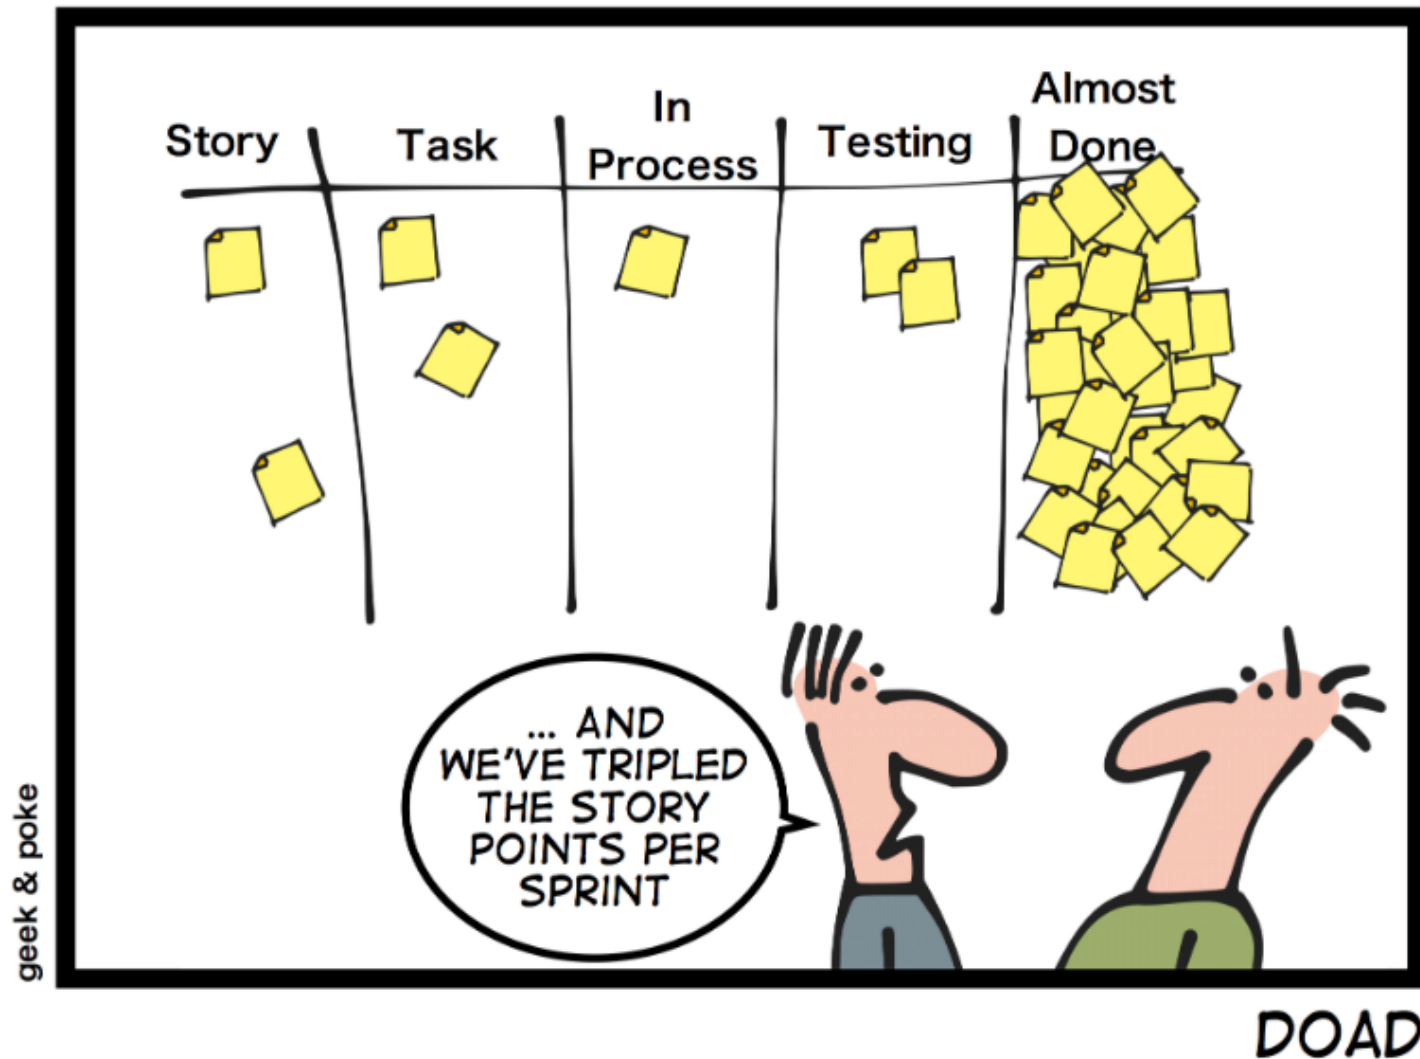 Story
Task
In
Process
Testing
Almost
Done
... AND
WE'VE TRIPLED
THE STORY
POINTS PER
SPRINT
geek & poke
DOAD